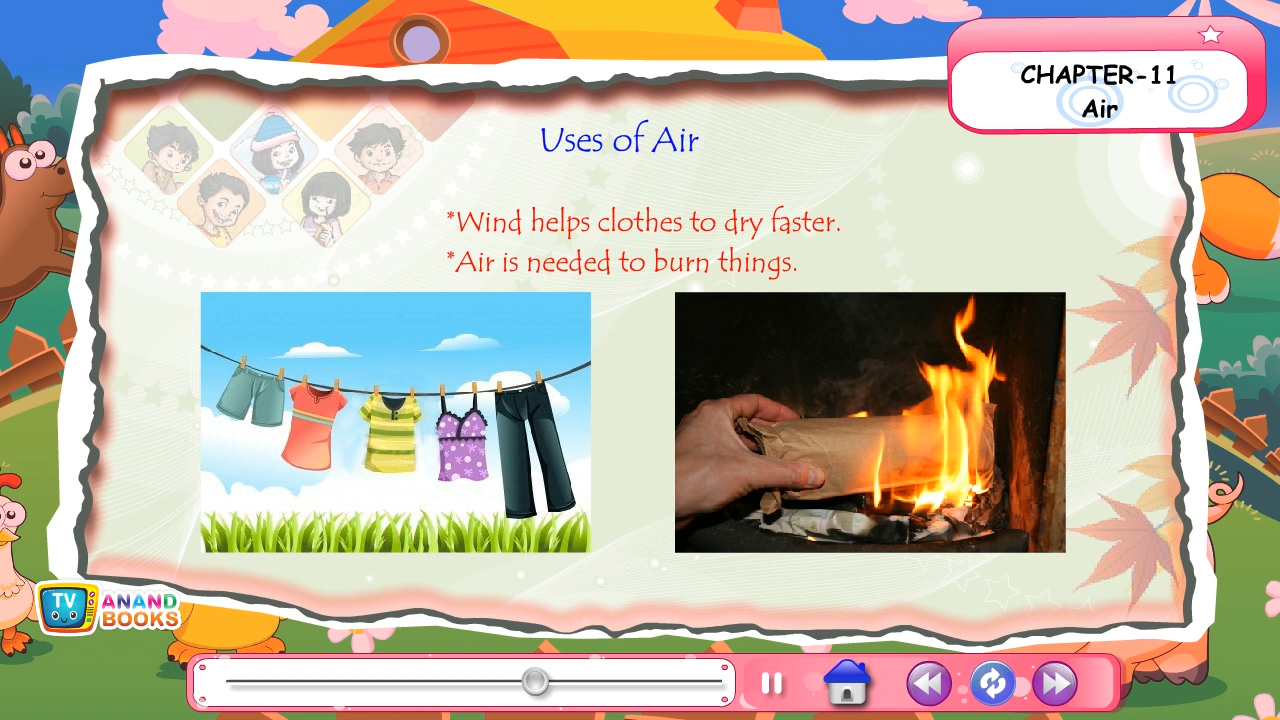 CHAPTER-11
Air
Uses of Air
*Wind helps clothes to dry faster.
*Air is needed to burn things.
TV
ANAND
BOOKS